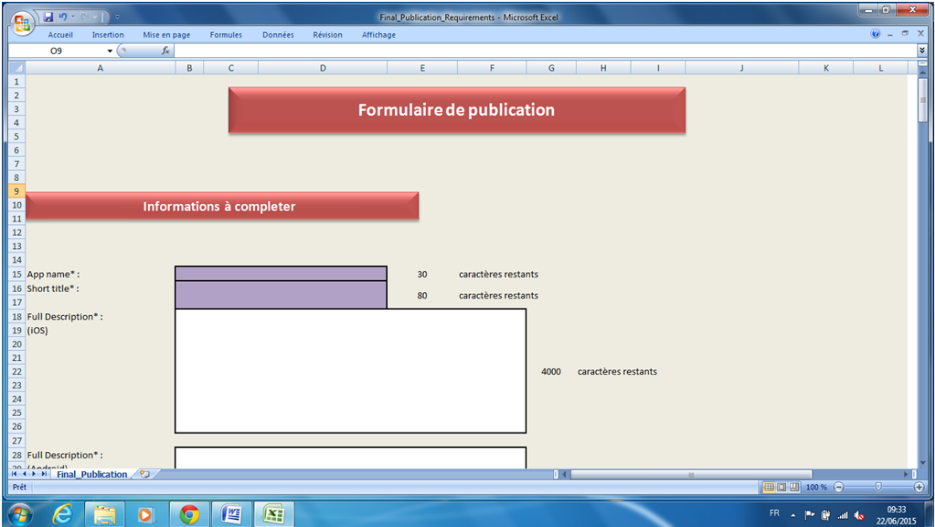 Final_Publication_Requirements - Microsoft Excel
Accueil Insertion Mise en page Formules Données Révision Affichage
O9 fx
A B C D E F G H I J K L
1
2
3 Formulaire de publication
4
5
6
7
8
9
10 Informations à completer
11
12
13
14
15 App name* : 30 caractères restants
16 Short title* :
80 caractères restants
17
18 Full Description* :
19 (iOS)
20
21
22 4000 caractères restants
23
24
25
26
27
28 Full Description* :
29 (Android)
Final_Publication
Prêt 100 %
FR 09:33
22/06/2015